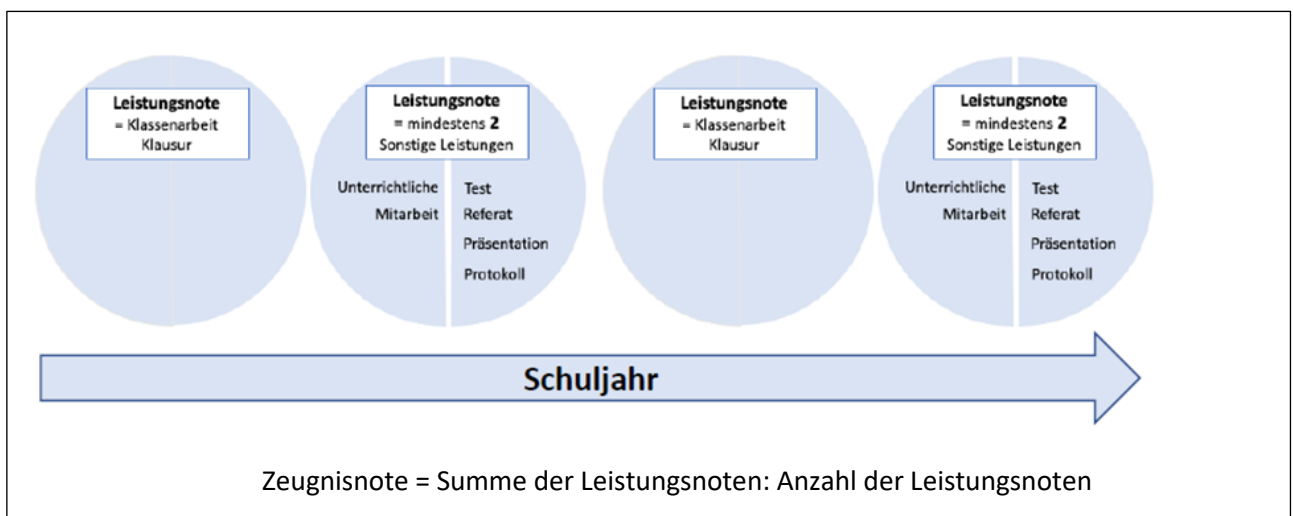 Leistungsnote
= Klassenarbeit
Klausur
Leistungsnote
= mindestens 2
Sonstige Leistungen
Unterrichtliche
Mitarbeit
Test
Referat
Präsentation
Protokoll
Leistungsnote
= Klassenarbeit
Klausur
Leistungsnote
= mindestens 2
Sonstige Leistungen
Unterrichtliche
Mitarbeit
Test
Referat
Präsentation
Protokoll
Schuljahr
Zeugnisnote = Summe der Leistungsnoten: Anzahl der Leistungsnoten